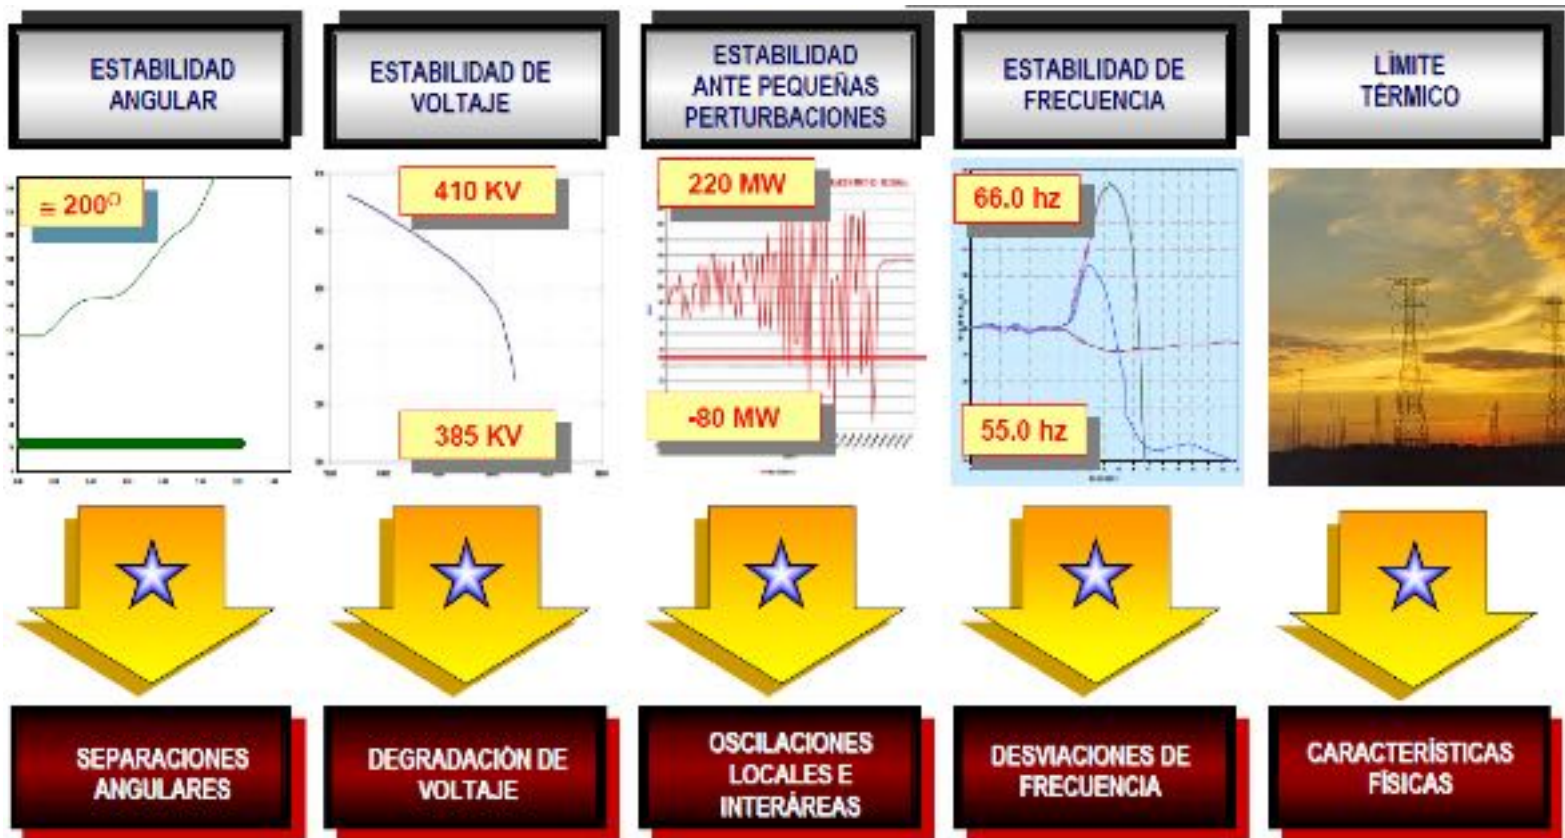 ESTABILIDAD
ANGULAR
ESTABILIDAD DE
VOLTAJE
ESTABILIDAD
ANTE PEQUEÑAS
PERTURBACIONES
ESTABILIDAD DE
FRECUENCIA
LÍMITE
TÉRMICO
≅ 200º
410 KV
385 KV
220 MW
-80 MW
66.0 hz
55.0 hz
SEPARACIONES
ANGULARES
DEGRADACIÓN DE
VOLTAJE
OSCILACIONES
LOCALES E
INTERÁREAS
DESVIACIONES DE
FRECUENCIA
CARACTERÍSTICAS
FÍSICAS